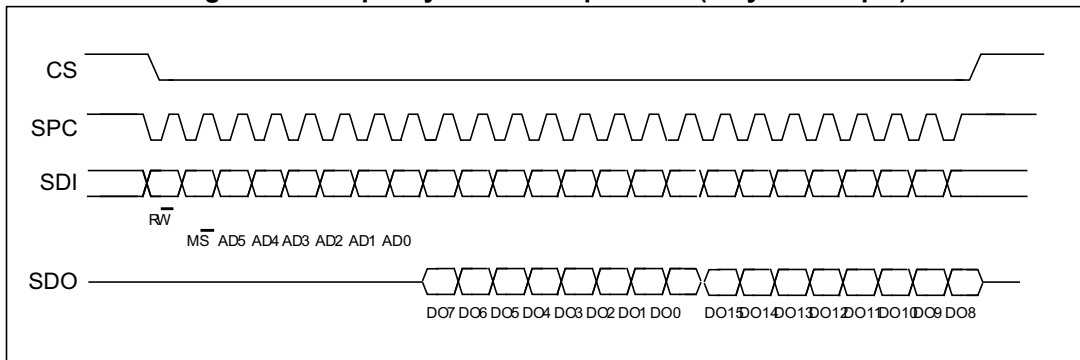 CS
SPC
SDI
RW
MS AD5 AD4 AD3 AD2 AD1 AD0
SDO
DO7 DO6 DO5 DO4 DO3 DO2 DO1 DO0 DO15 DO14 DO13 DO12 DO11 DO10 DO9 DO8